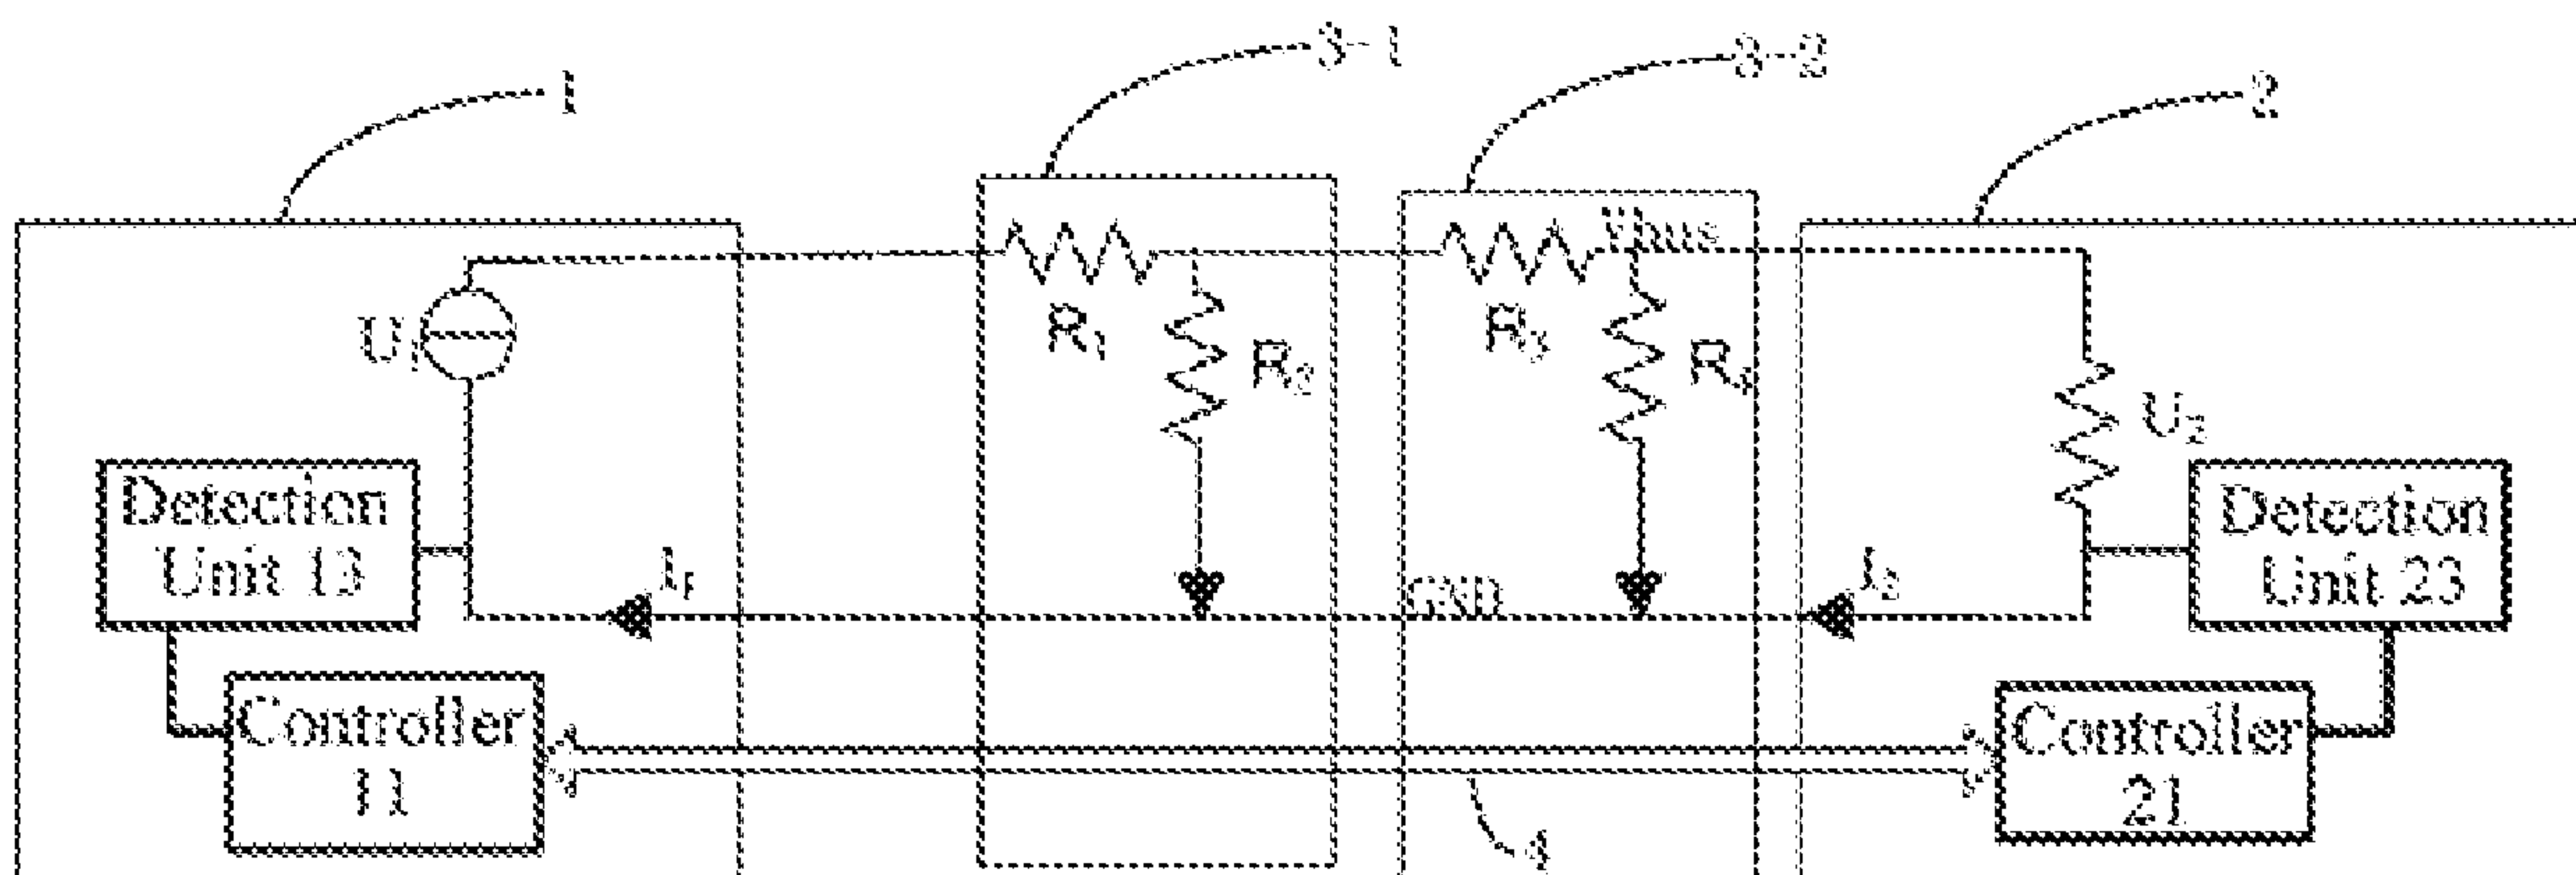 1
3-1
3-2
2
Vbus
U₁
R₁
R₂
R₃
R₄
U₂
Detection
Unit 13
I₁
GND
I₂
Detection
Unit 23
Controller
11
Controller
21
4